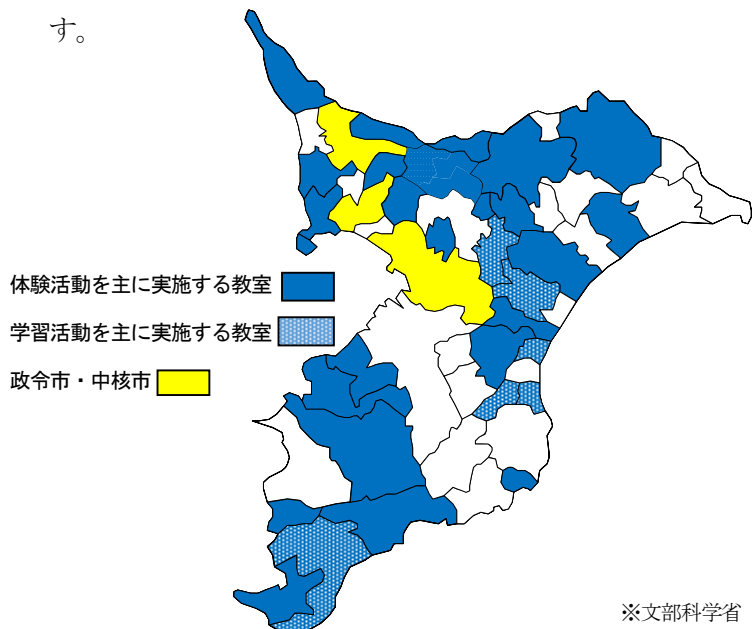 す。
体験活動を主に実施する教室
学習活動を主に実施する教室
政令市・中核市
※文部科学省